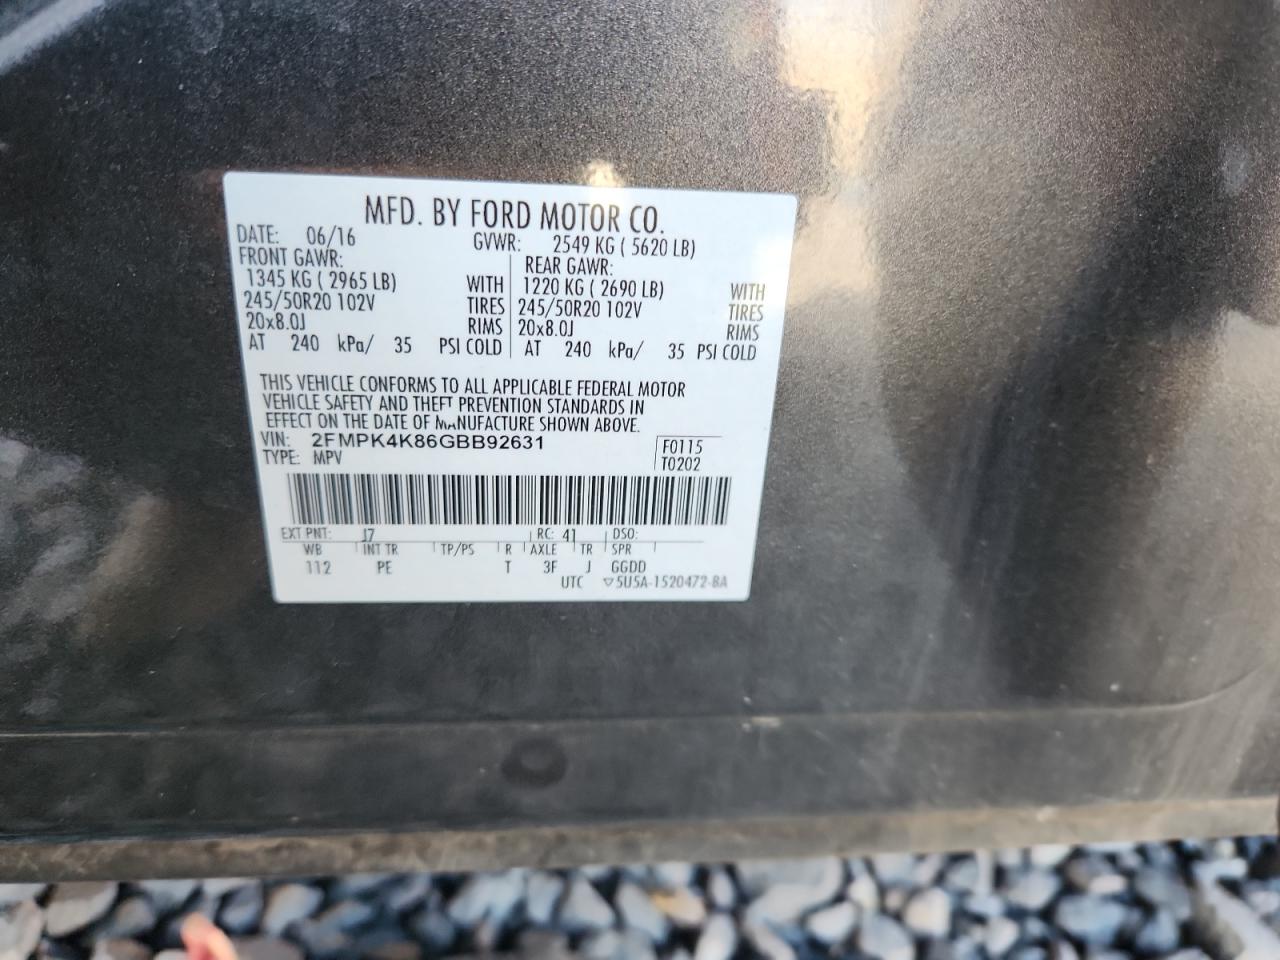 MFD. BY FORD MOTOR CO.
DATE: 06/16 GVWR: 2549 KG ( 5620 LB)
FRONT GAWR: REAR GAWR:
1345 KG ( 2965 LB) WITH 1220 KG ( 2690 LB) WITH
245/50R20 102V TIRES 245/50R20 102V TIRES
20x8.0J RIMS 20x8.0J RIMS
AT 240 kPa/ 35 PSI COLD AT 240 kPa/ 35 PSI COLD
THIS VEHICLE CONFORMS TO ALL APPLICABLE FEDERAL MOTOR
VEHICLE SAFETY AND THEFT PREVENTION STANDARDS IN
EFFECT ON THE DATE OF MANUFACTURE SHOWN ABOVE.
VIN: 2FMPK4K86GBB92631 F0115
TYPE: MPV T0202
EXT PNT: J7 RC: 41 DSO:
WB INT TR TP/PS R AXLE TR SPR
112 PE T 3F J GGDD
UTC ▽5U5A-1520472-BA